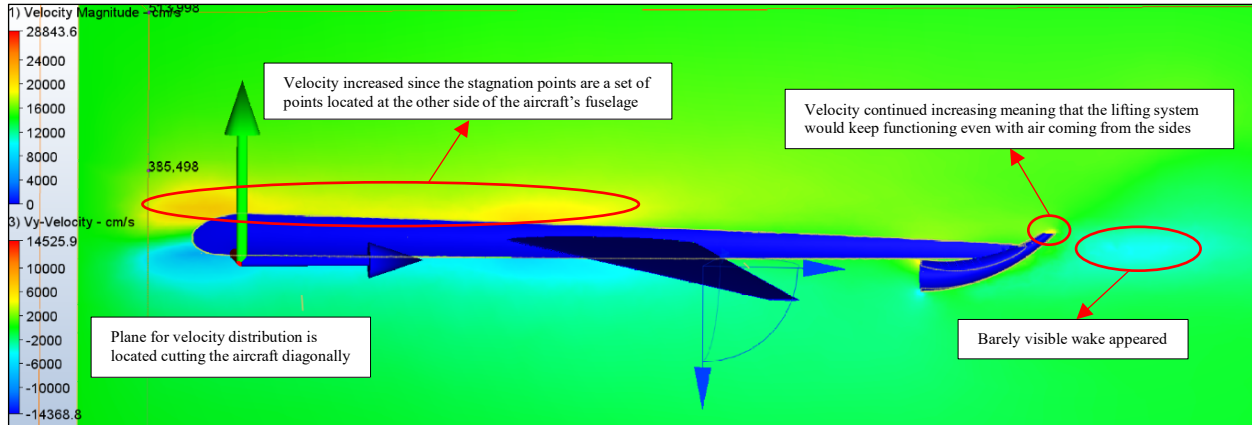 1) Velocity Magnitude - cm/s
513,998
28843.6
24000
20000
16000
12000
8000
4000
0
3) Vy-Velocity - cm/s
14525.9
10000
6000
2000
-2000
-6000
-10000
-14368.8
385,498
Velocity increased since the stagnation points are a set of
points located at the other side of the aircraft's fuselage
Velocity continued increasing meaning that the lifting system
would keep functioning even with air coming from the sides
Plane for velocity distribution is
located cutting the aircraft diagonally
Barely visible wake appeared